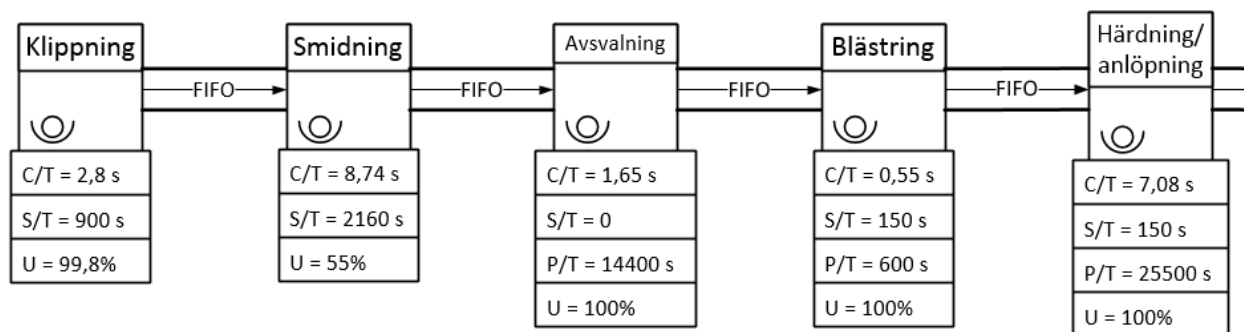 Klippning
C/T = 2,8 s
S/T = 900 s
U = 99,8%
FIFO
Smidning
C/T = 8,74 s
S/T = 2160 s
U = 55%
FIFO
Avsvalning
C/T = 1,65 s
S/T = 0
P/T = 14400 s
U = 100%
FIFO
Blästring
C/T = 0,55 s
S/T = 150 s
P/T = 600 s
U = 100%
FIFO
Härdning/
anlöpning
C/T = 7,08 s
S/T = 150 s
P/T = 25500 s
U = 100%